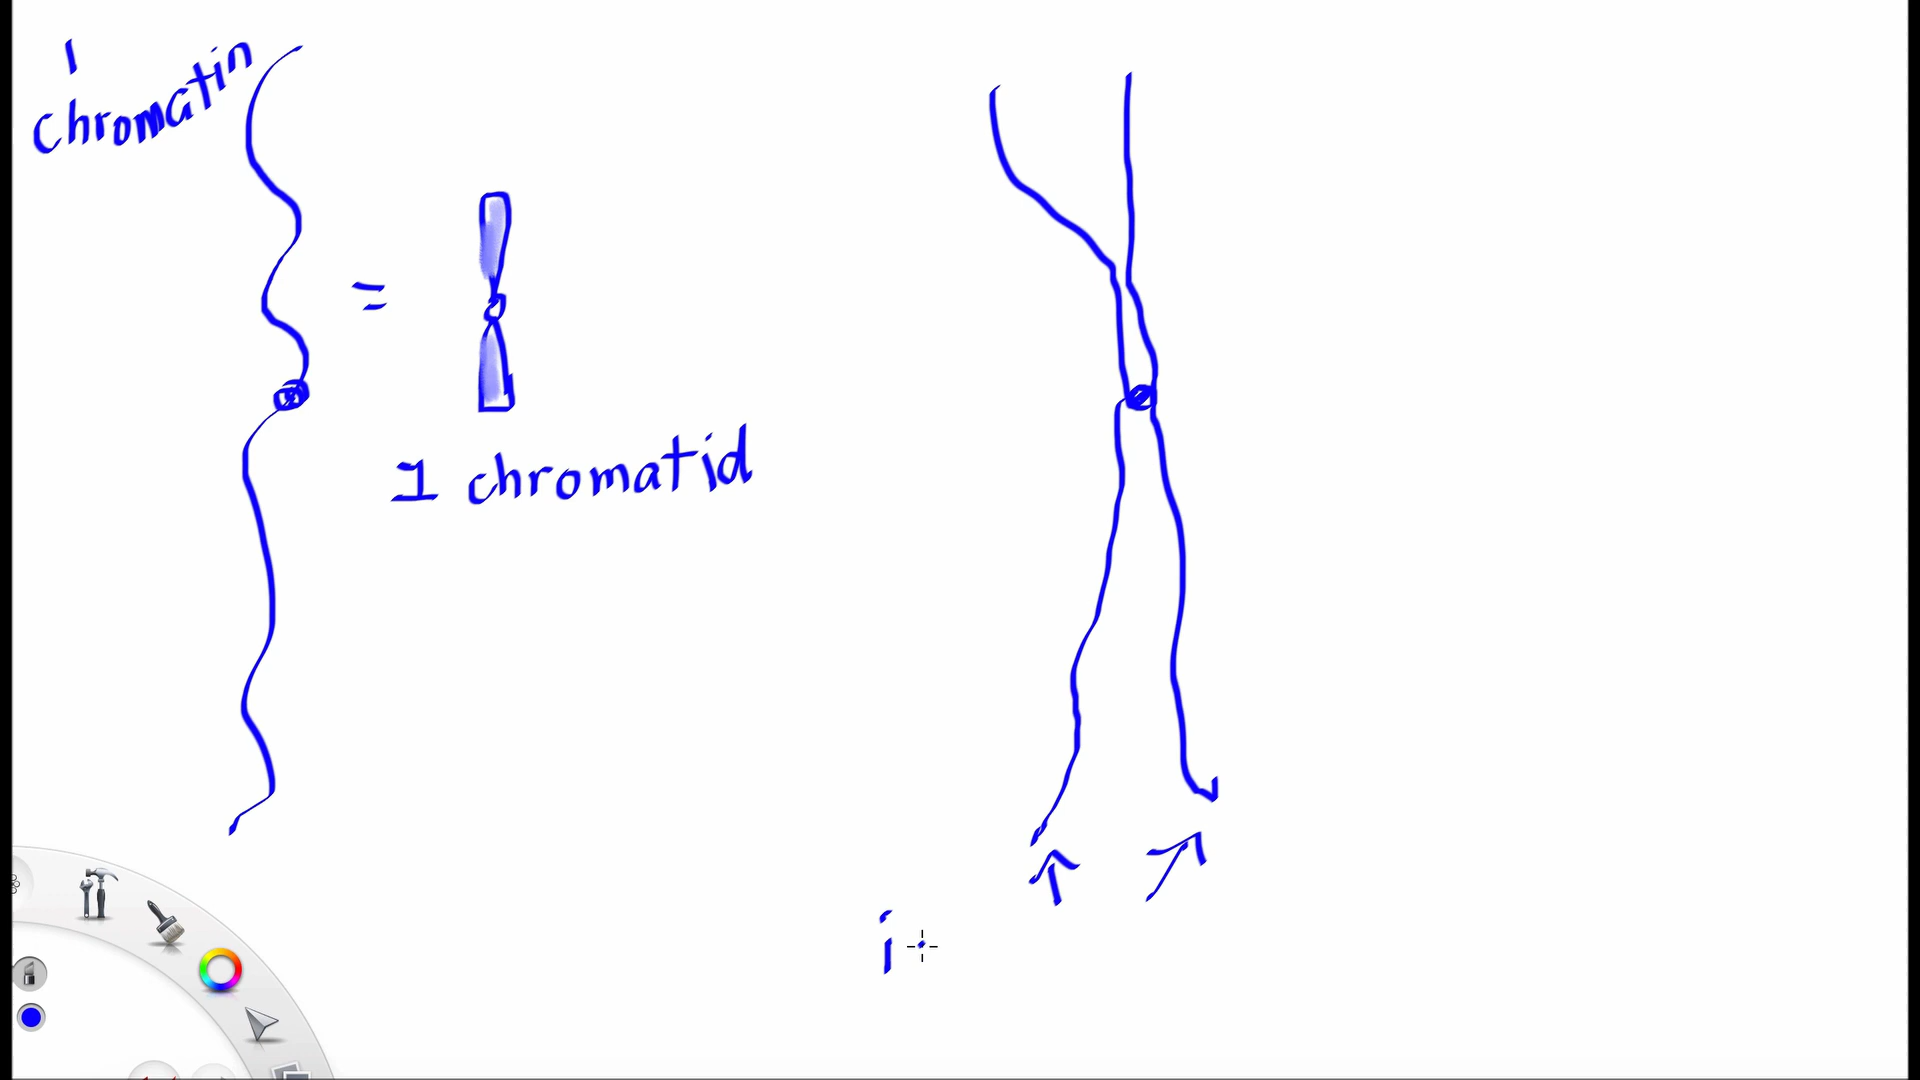 1
chromatin
=
1 chromatid
i